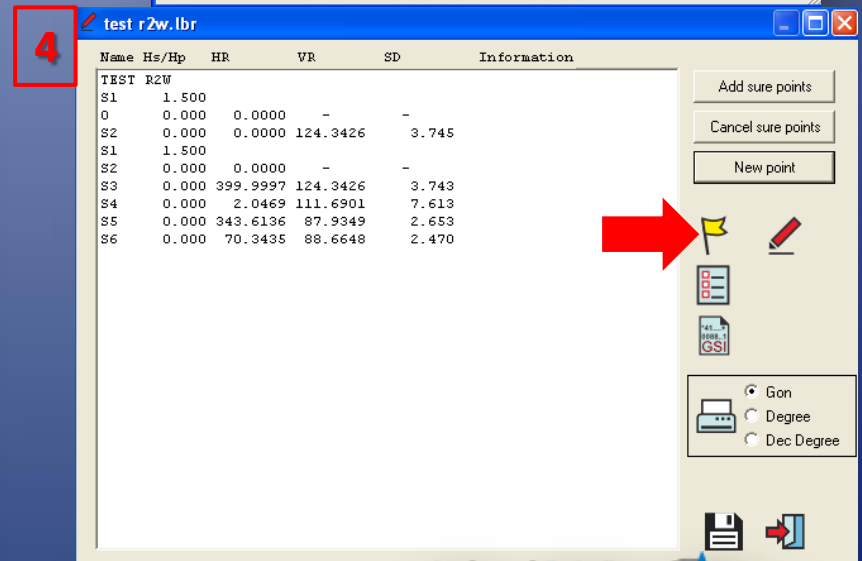 4
test r2w.lbr
Name Hs/Hp HR VR SD Information
TEST R2W
S1 1.500
0 0.000 0.0000 - -
S2 0.000 0.0000 124.3426 3.745
S1 1.500
S2 0.000 0.0000 - -
S3 0.000 399.9997 124.3426 3.743
S4 0.000 2.0469 111.6901 7.613
S5 0.000 343.6136 87.9349 2.653
S6 0.000 70.3435 88.6648 2.470
Add sure points
Cancel sure points
New point
GSI
Gon
Degree
Dec Degree